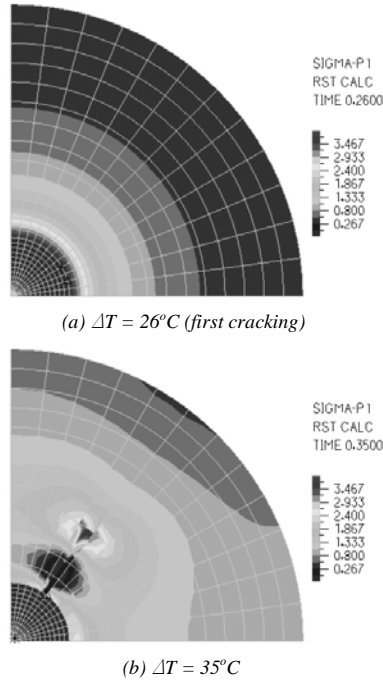 SIGMA-P1
RST CALC
TIME 0.2600
3.467
2.933
2.400
1.867
1.333
0.800
0.267
(a) ΔT = 26°C (first cracking)
SIGMA-P1
RST CALC
TIME 0.3500
3.467
2.933
2.400
1.867
1.333
0.800
0.267
(b) ΔT = 35°C